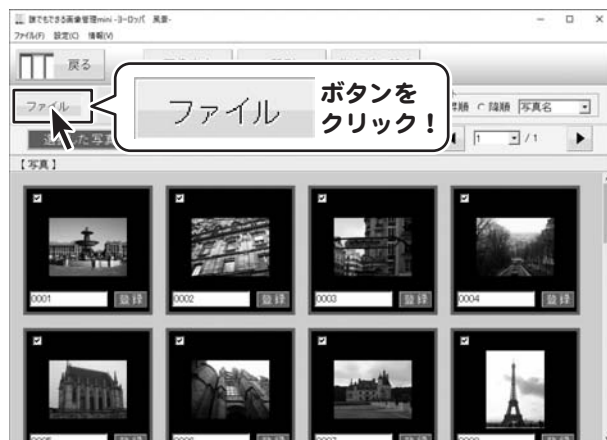 誰でもできる画像管理mini -ヨーロッパ 風景-
ファイル(F) 設定(C) 情報(V)
戻る
ファイル
ファイル
ボタンを
クリック！
降順 写真名
1 / 1
【写真】
0001 登録 0002 登録 0003 登録 0004 登録